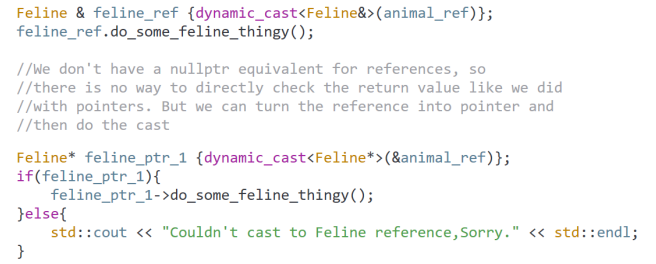 Feline & feline_ref {dynamic_cast<Feline&>(animal_ref)};
feline_ref.do_some_feline_thingy();
//We don't have a nullptr equivalent for references, so
//there is no way to directly check the return value like we did
//with pointers. But we can turn the reference into pointer and
//then do the cast
Feline* feline_ptr_1 {dynamic_cast<Feline*>(&animal_ref)};
if(feline_ptr_1){
    feline_ptr_1->do_some_feline_thingy();
}else{
    std::cout << "Couldn't cast to Feline reference,Sorry." << std::endl;
}